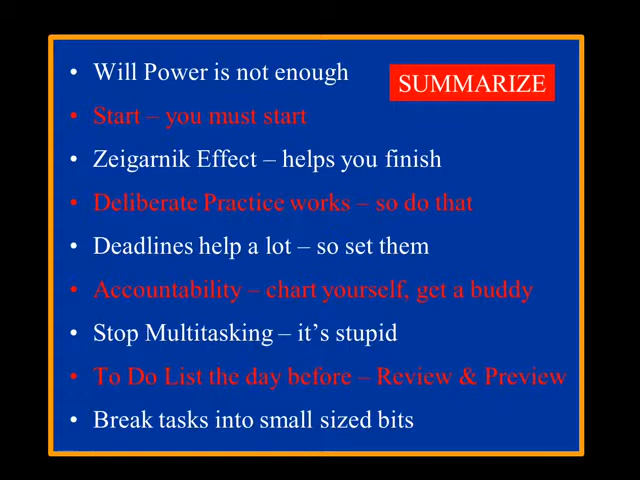 Will Power is not enough
SUMMARIZE
Start – you must start
Zeigarnik Effect – helps you finish
Deliberate Practice works – so do that
Deadlines help a lot – so set them
Accountability – chart yourself, get a buddy
Stop Multitasking – it's stupid
To Do List the day before – Review & Preview
Break tasks into small sized bits